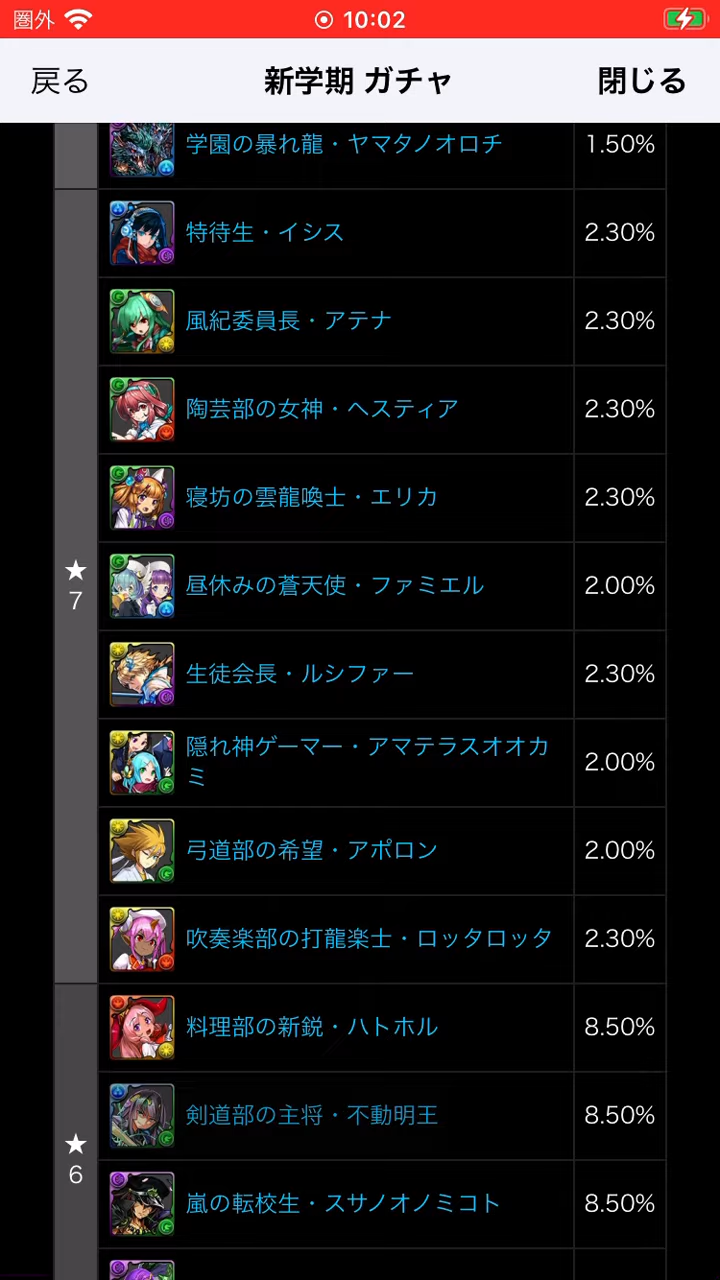 圏外 10:02
戻る 新学期 ガチャ 閉じる
学園の暴れ龍・ヤマタノオロチ 1.50%
特待生・イシス 2.30%
風紀委員長・アテナ 2.30%
陶芸部の女神・ヘスティア 2.30%
寝坊の雲龍喚士・エリカ 2.30%
昼休みの蒼天使・ファミエル 2.00%
★
7
生徒会長・ルシファー 2.30%
隠れ神ゲーマー・アマテラスオオカ
ミ 2.00%
弓道部の希望・アポロン 2.00%
吹奏楽部の打龍楽士・ロッタロッタ 2.30%
料理部の新鋭・ハトホル 8.50%
剣道部の主将・不動明王 8.50%
★
6
嵐の転校生・スサノオノミコト 8.50%